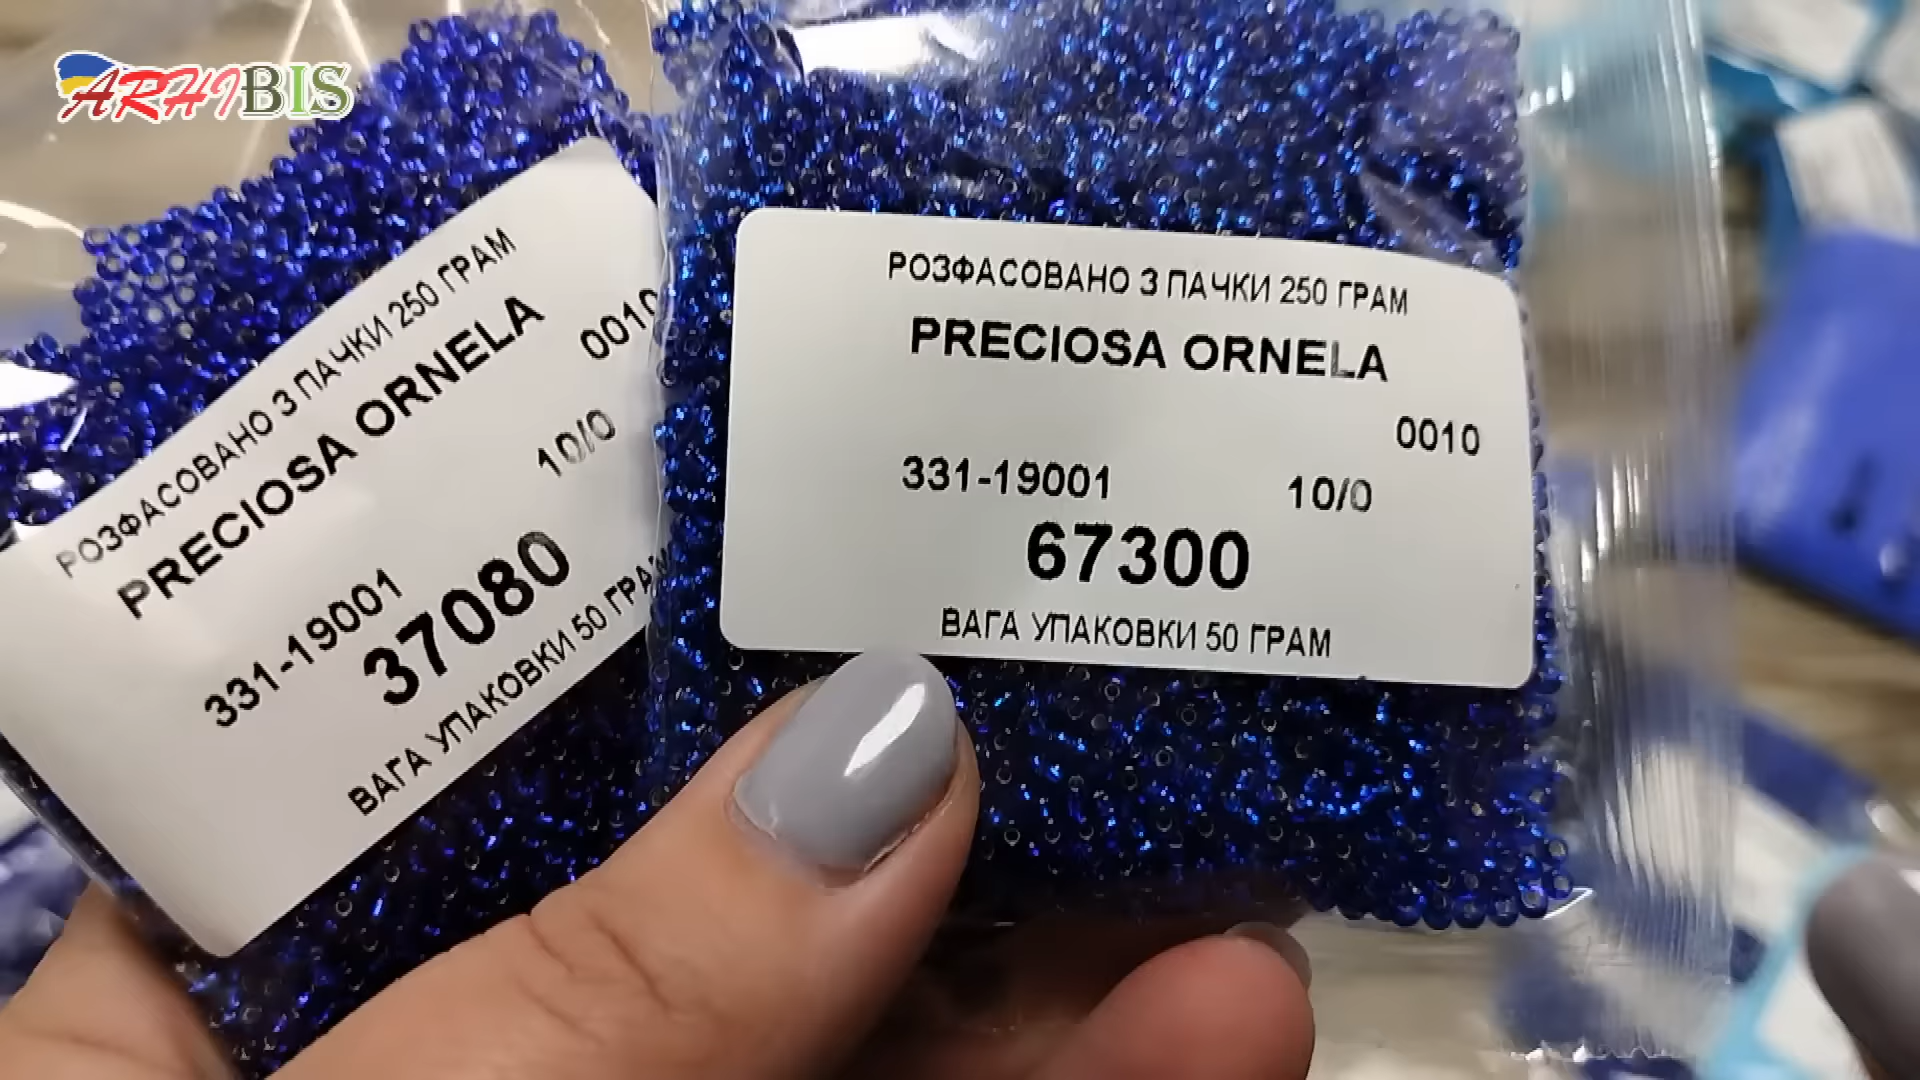 ARHIBIS
РОЗФАСОВАНО З ПАЧКИ 250 ГРАМ
PRECIOSA ORNELA
0010
331-19001 10/0
37080
ВАГА УПАКОВКИ 50 ГРАМ
РОЗФАСОВАНО З ПАЧКИ 250 ГРАМ
PRECIOSA ORNELA
0010
331-19001 10/0
67300
ВАГА УПАКОВКИ 50 ГРАМ